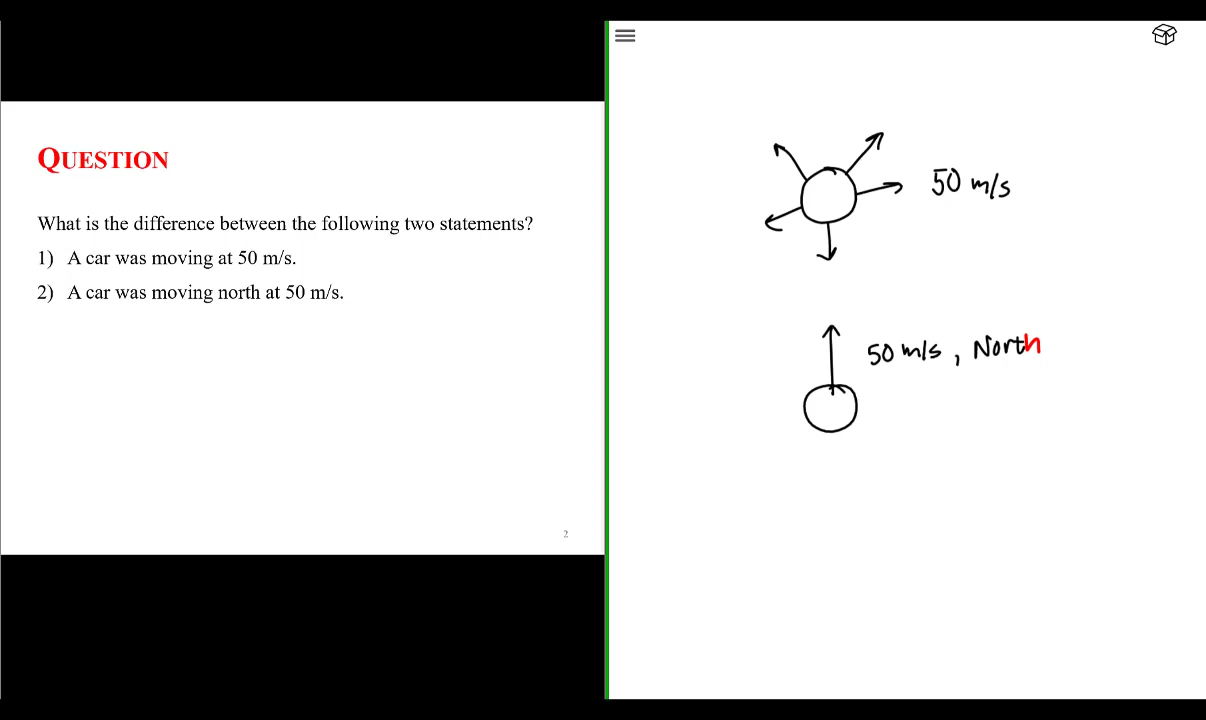 QUESTION
What is the difference between the following two statements?
1) A car was moving at 50 m/s.
2) A car was moving north at 50 m/s.
2
50 m/s
50 m/s, North